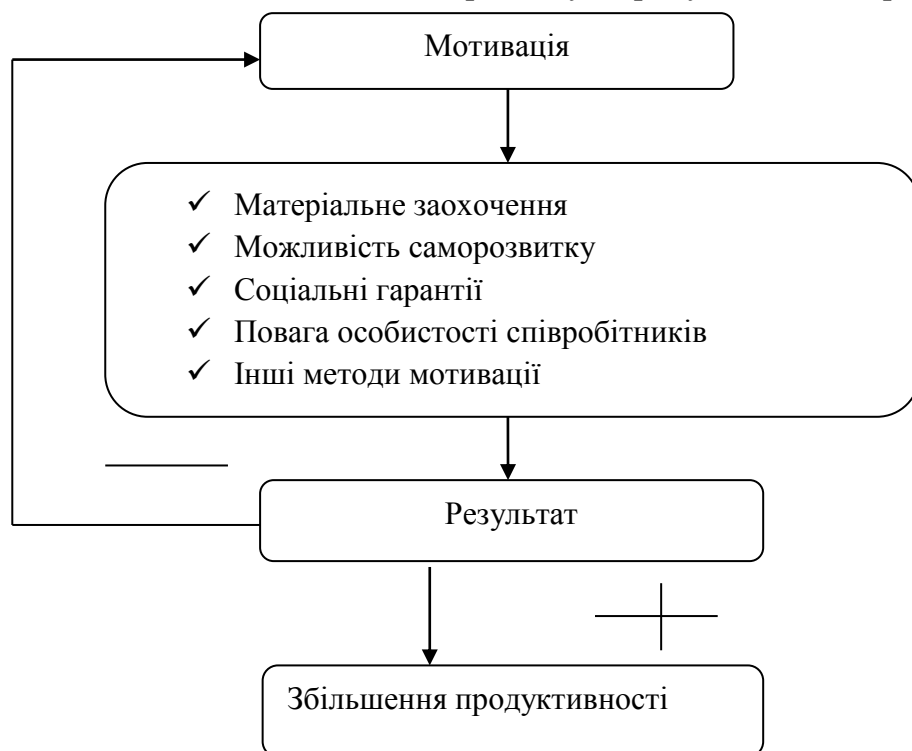 Мотивація
✓ Матеріальне заохочення
✓ Можливість саморозвитку
✓ Соціальні гарантії
✓ Повага особистості співробітників
✓ Інші методи мотивації
Результат
Збільшення продуктивності